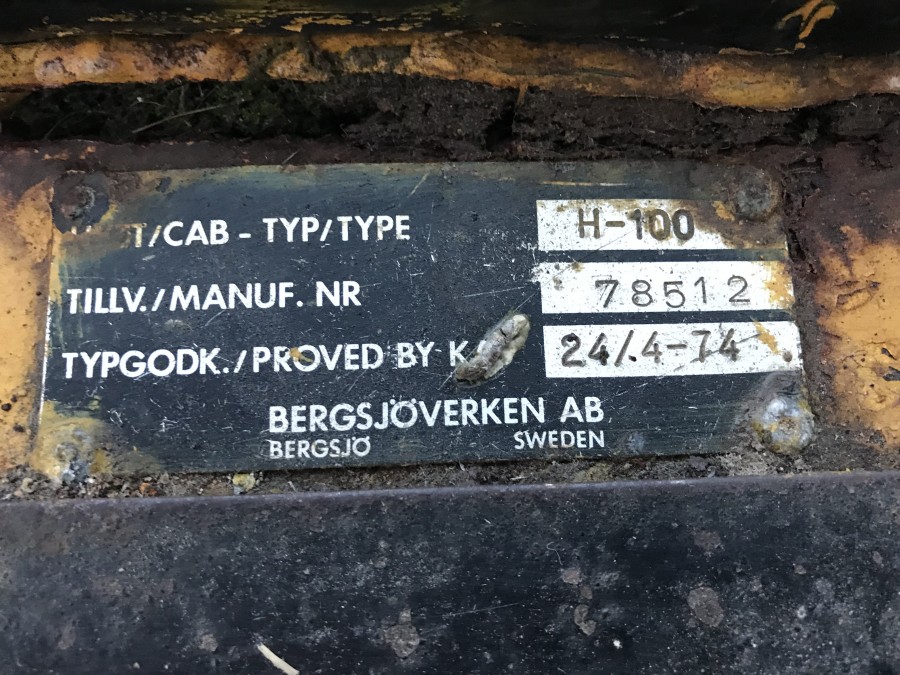 T/CAB - TYP/TYPE H-100
TILLV./MANUF. NR 78512
TYPGODK./PROVED BY 24/.4-74
BERGSJÖVERKEN AB
BERGSJÖ SWEDEN